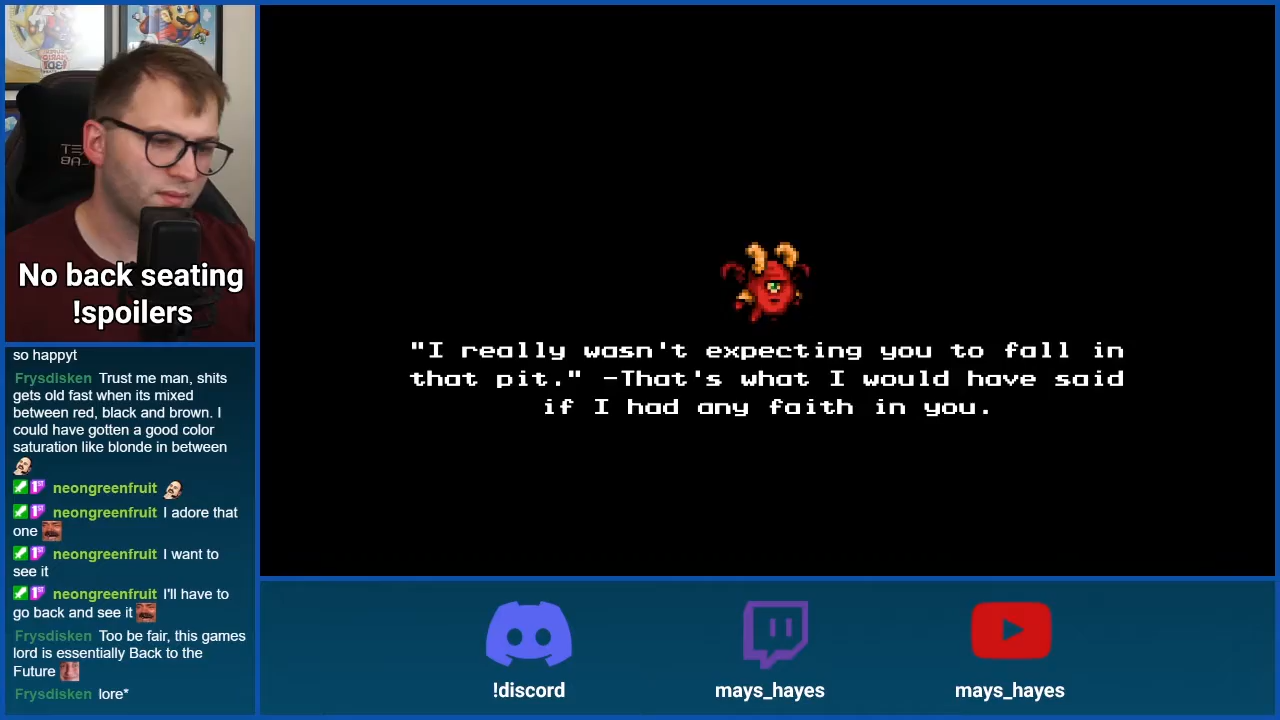 No back seating
!spoilers
so happyt
Frysdisken Trust me man, shits
gets old fast when its mixed
between red, black and brown. I
could have gotten a good color
saturation like blonde in between
neongreenfruit
neongreenfruit I adore that
one
neongreenfruit I want to
see it
neongreenfruit I'll have to
go back and see it
Frysdisken Too be fair, this games
lord is essentially Back to the
Future
Frysdisken lore*
"I really wasn't expecting you to fall in
that pit." -That's what I would have said
if I had any faith in you.
!discord
mays_hayes
mays_hayes